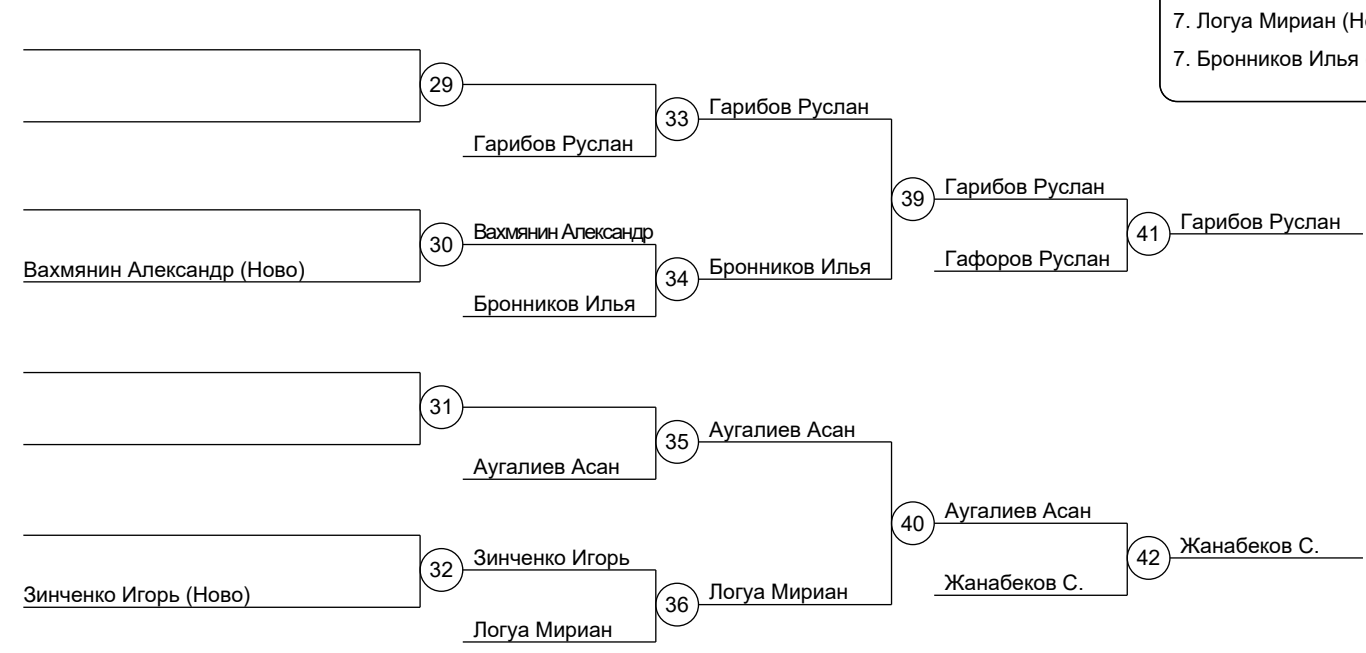 7. Логуа Мириан
7. Бронников Илья
29
33
Гарибов Руслан
Гарибов Руслан
39
Гарибов Руслан
41
Гарибов Руслан
Гафоров Руслан
30
Вахмянин Александр
Вахмянин Александр (Ново)
34
Бронников Илья
Бронников Илья
31
35
Аугалиев Асан
Аугалиев Асан
40
Аугалиев Асан
42
Жанабеков С.
Жанабеков С.
32
Зинченко Игорь
Зинченко Игорь (Ново)
36
Логуа Мириан
Логуа Мириан